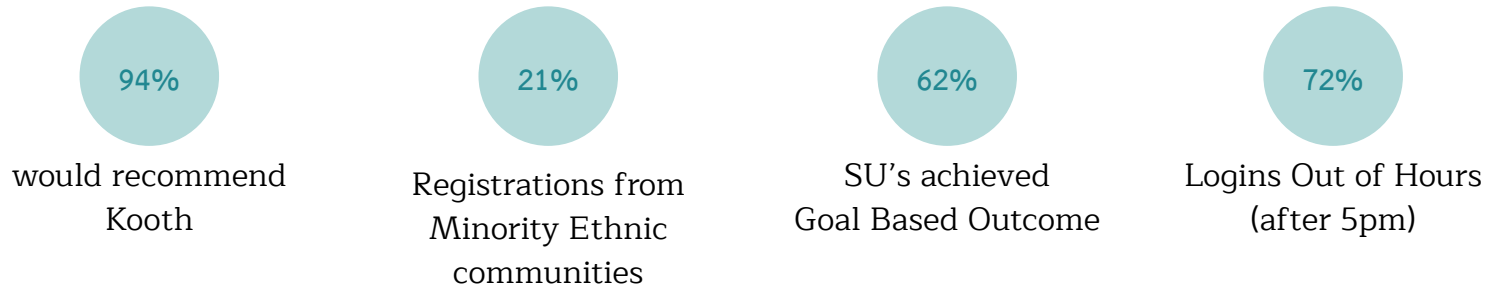 94%
would recommend
Kooth
21%
Registrations from
Minority Ethnic
communities
62%
SU’s achieved
Goal Based Outcome
72%
Logins Out of Hours
(after 5pm)